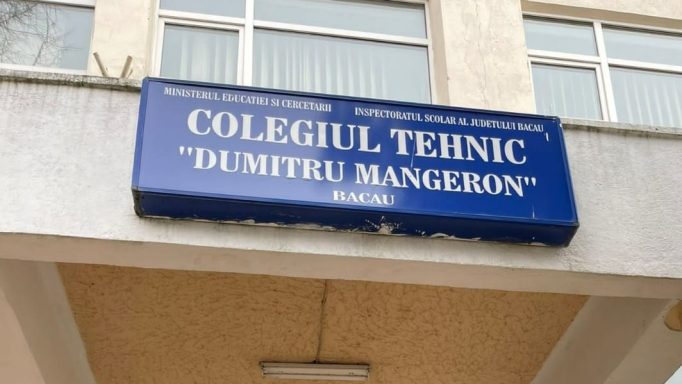 MINISTERUL EDUCATIEI SI CERCETARII INSPECTORATUL SCOLAR AL JUDETULUI BACAU
COLEGIUL TEHNIC
"DUMITRU MANGERON"
BACAU